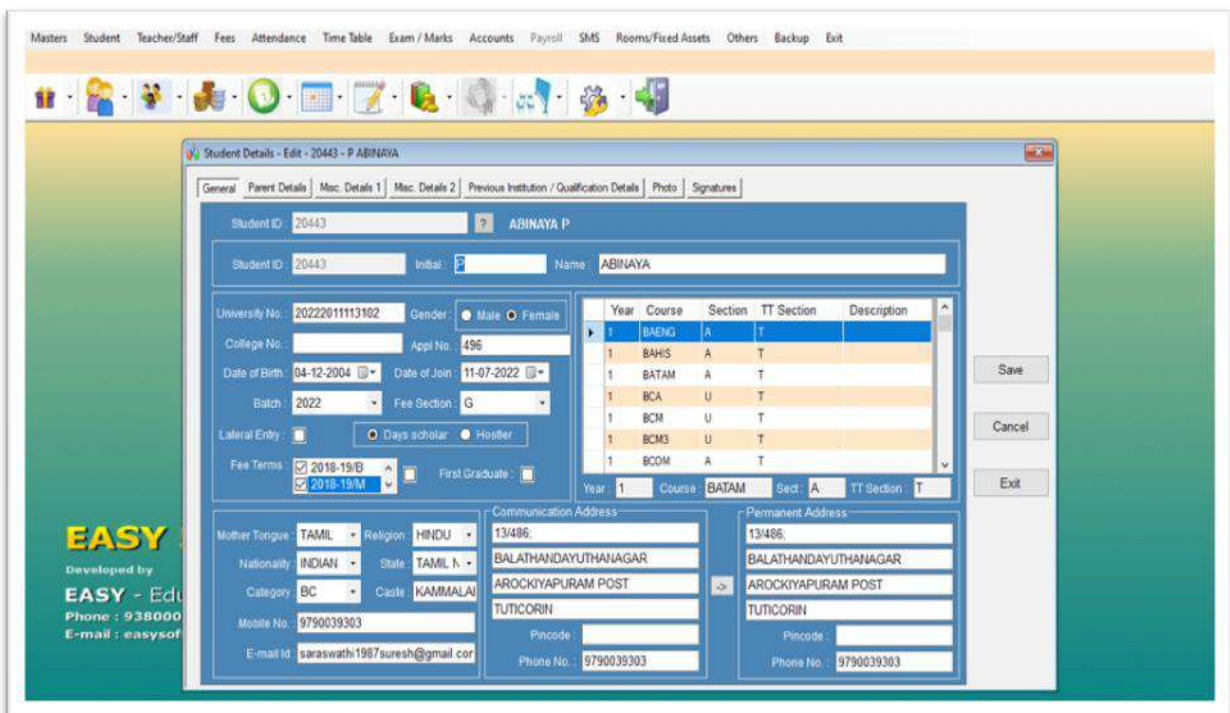 Masters Student Teacher/Staff Fees Attendance Time Table Exam / Marks Accounts Payroll SMS Rooms/Fixed Assets Others Backup Exit
Student Details - Edit - 20443 - P ABINAYA
General Parent Details Misc. Details 1 Misc. Details 2 Previous Institution / Qualification Details Photo Signatures
Student ID : 20443 ? ABINAYA P
Student ID : 20443 Initial : P Name : ABINAYA
University No. : 20222011113102 Gender : Male Female
College No. : Appl No. : 496
Date of Birth : 04-12-2004 Date of Join : 11-07-2022
Batch : 2022 Fee Section : G
Lateral Entry : Days scholar Hostler
Fee Terms : 2018-19/B First Graduate :
2018-19/M
Year Course Section TT Section Description
1 BAENG A T
1 BAHIS A T
1 BATAM A T
1 BCA U T
1 BCM U T
1 BCM3 U T
1 BCOM A T
Year : 1 Course : BATAM Sect : A TT Section : T
Save
Cancel
Exit
Mother Tongue : TAMIL Religion HINDU
Nationality INDIAN State TAMIL N
Category BC Caste KAMMALAI
Mobile No. : 9790039303
E-mail Id saraswathi1987suresh@gmail.cor
Communication Address
13/486;
BALATHANDAYUTHANAGAR
AROCKIYAPURAM POST
TUTICORIN
Pincode :
Phone No. : 9790039303
->
Permanent Address
13/486;
BALATHANDAYUTHANAGAR
AROCKIYAPURAM POST
TUTICORIN
Pincode :
Phone No. : 9790039303
EASY
Developed by
EASY - Edu
Phone : 938000
E-mail : easysof